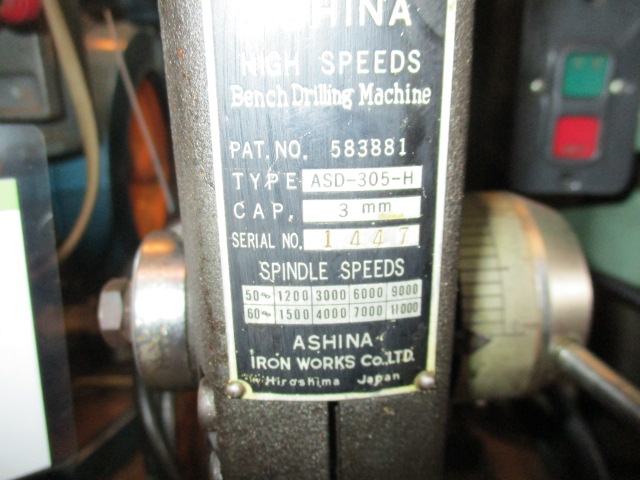 ASHINA
HIGH SPEEDS
Bench Drilling Machine
PAT. NO. 583881
TYPE ASD-305-H
CAP. 3 mm
SERIAL NO. 1447
SPINDLE SPEEDS
50~ 1200 3000 6000 9000
60~ 1500 4000 7000 11000
ASHINA
IRON WORKS CO.,LTD.
Hiroshima Japan